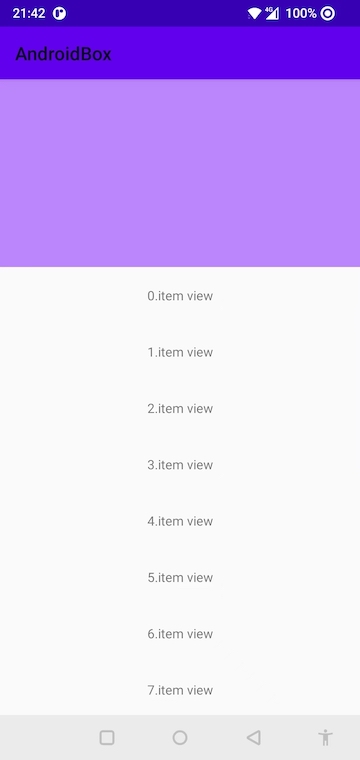 21:42 4G 100%
AndroidBox
0.item view
1.item view
2.item view
3.item view
4.item view
5.item view
6.item view
7.item view